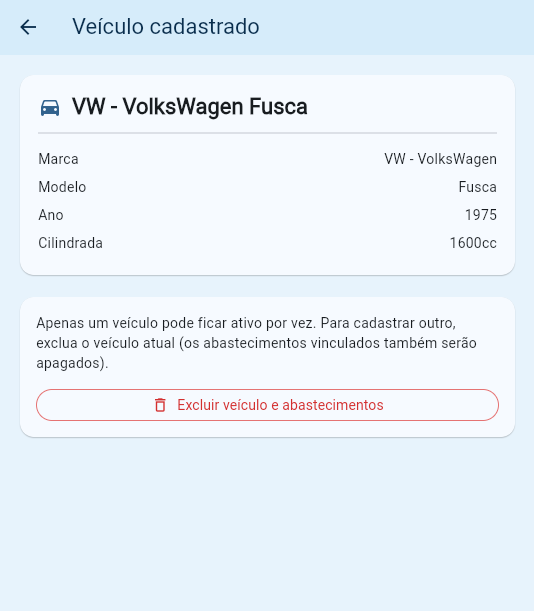 Veículo cadastrado
VW - VolksWagen Fusca
Marca VW - VolksWagen
Modelo Fusca
Ano 1975
Cilindrada 1600cc
Apenas um veículo pode ficar ativo por vez. Para cadastrar outro,
exclua o veículo atual (os abastecimentos vinculados também serão
apagados).
Excluir veículo e abastecimentos